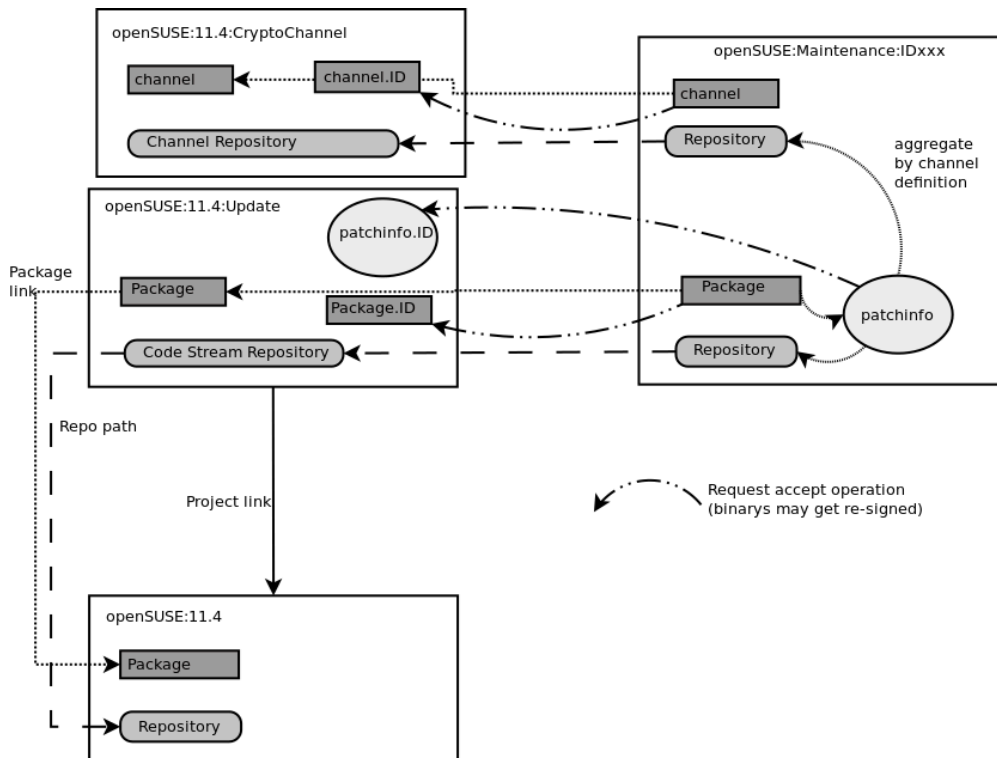 openSUSE:11.4:CryptoChannel
channel
channel.ID
Channel Repository
openSUSE:Maintenance:IDxxx
channel
Repository
aggregate
by channel
definition
openSUSE:11.4:Update
patchinfo.ID
Package
link
Package
Package.ID
Code Stream Repository
Package
patchinfo
Repository
Repo path
Project link
Request accept operation
(binarys may get re-signed)
openSUSE:11.4
Package
Repository